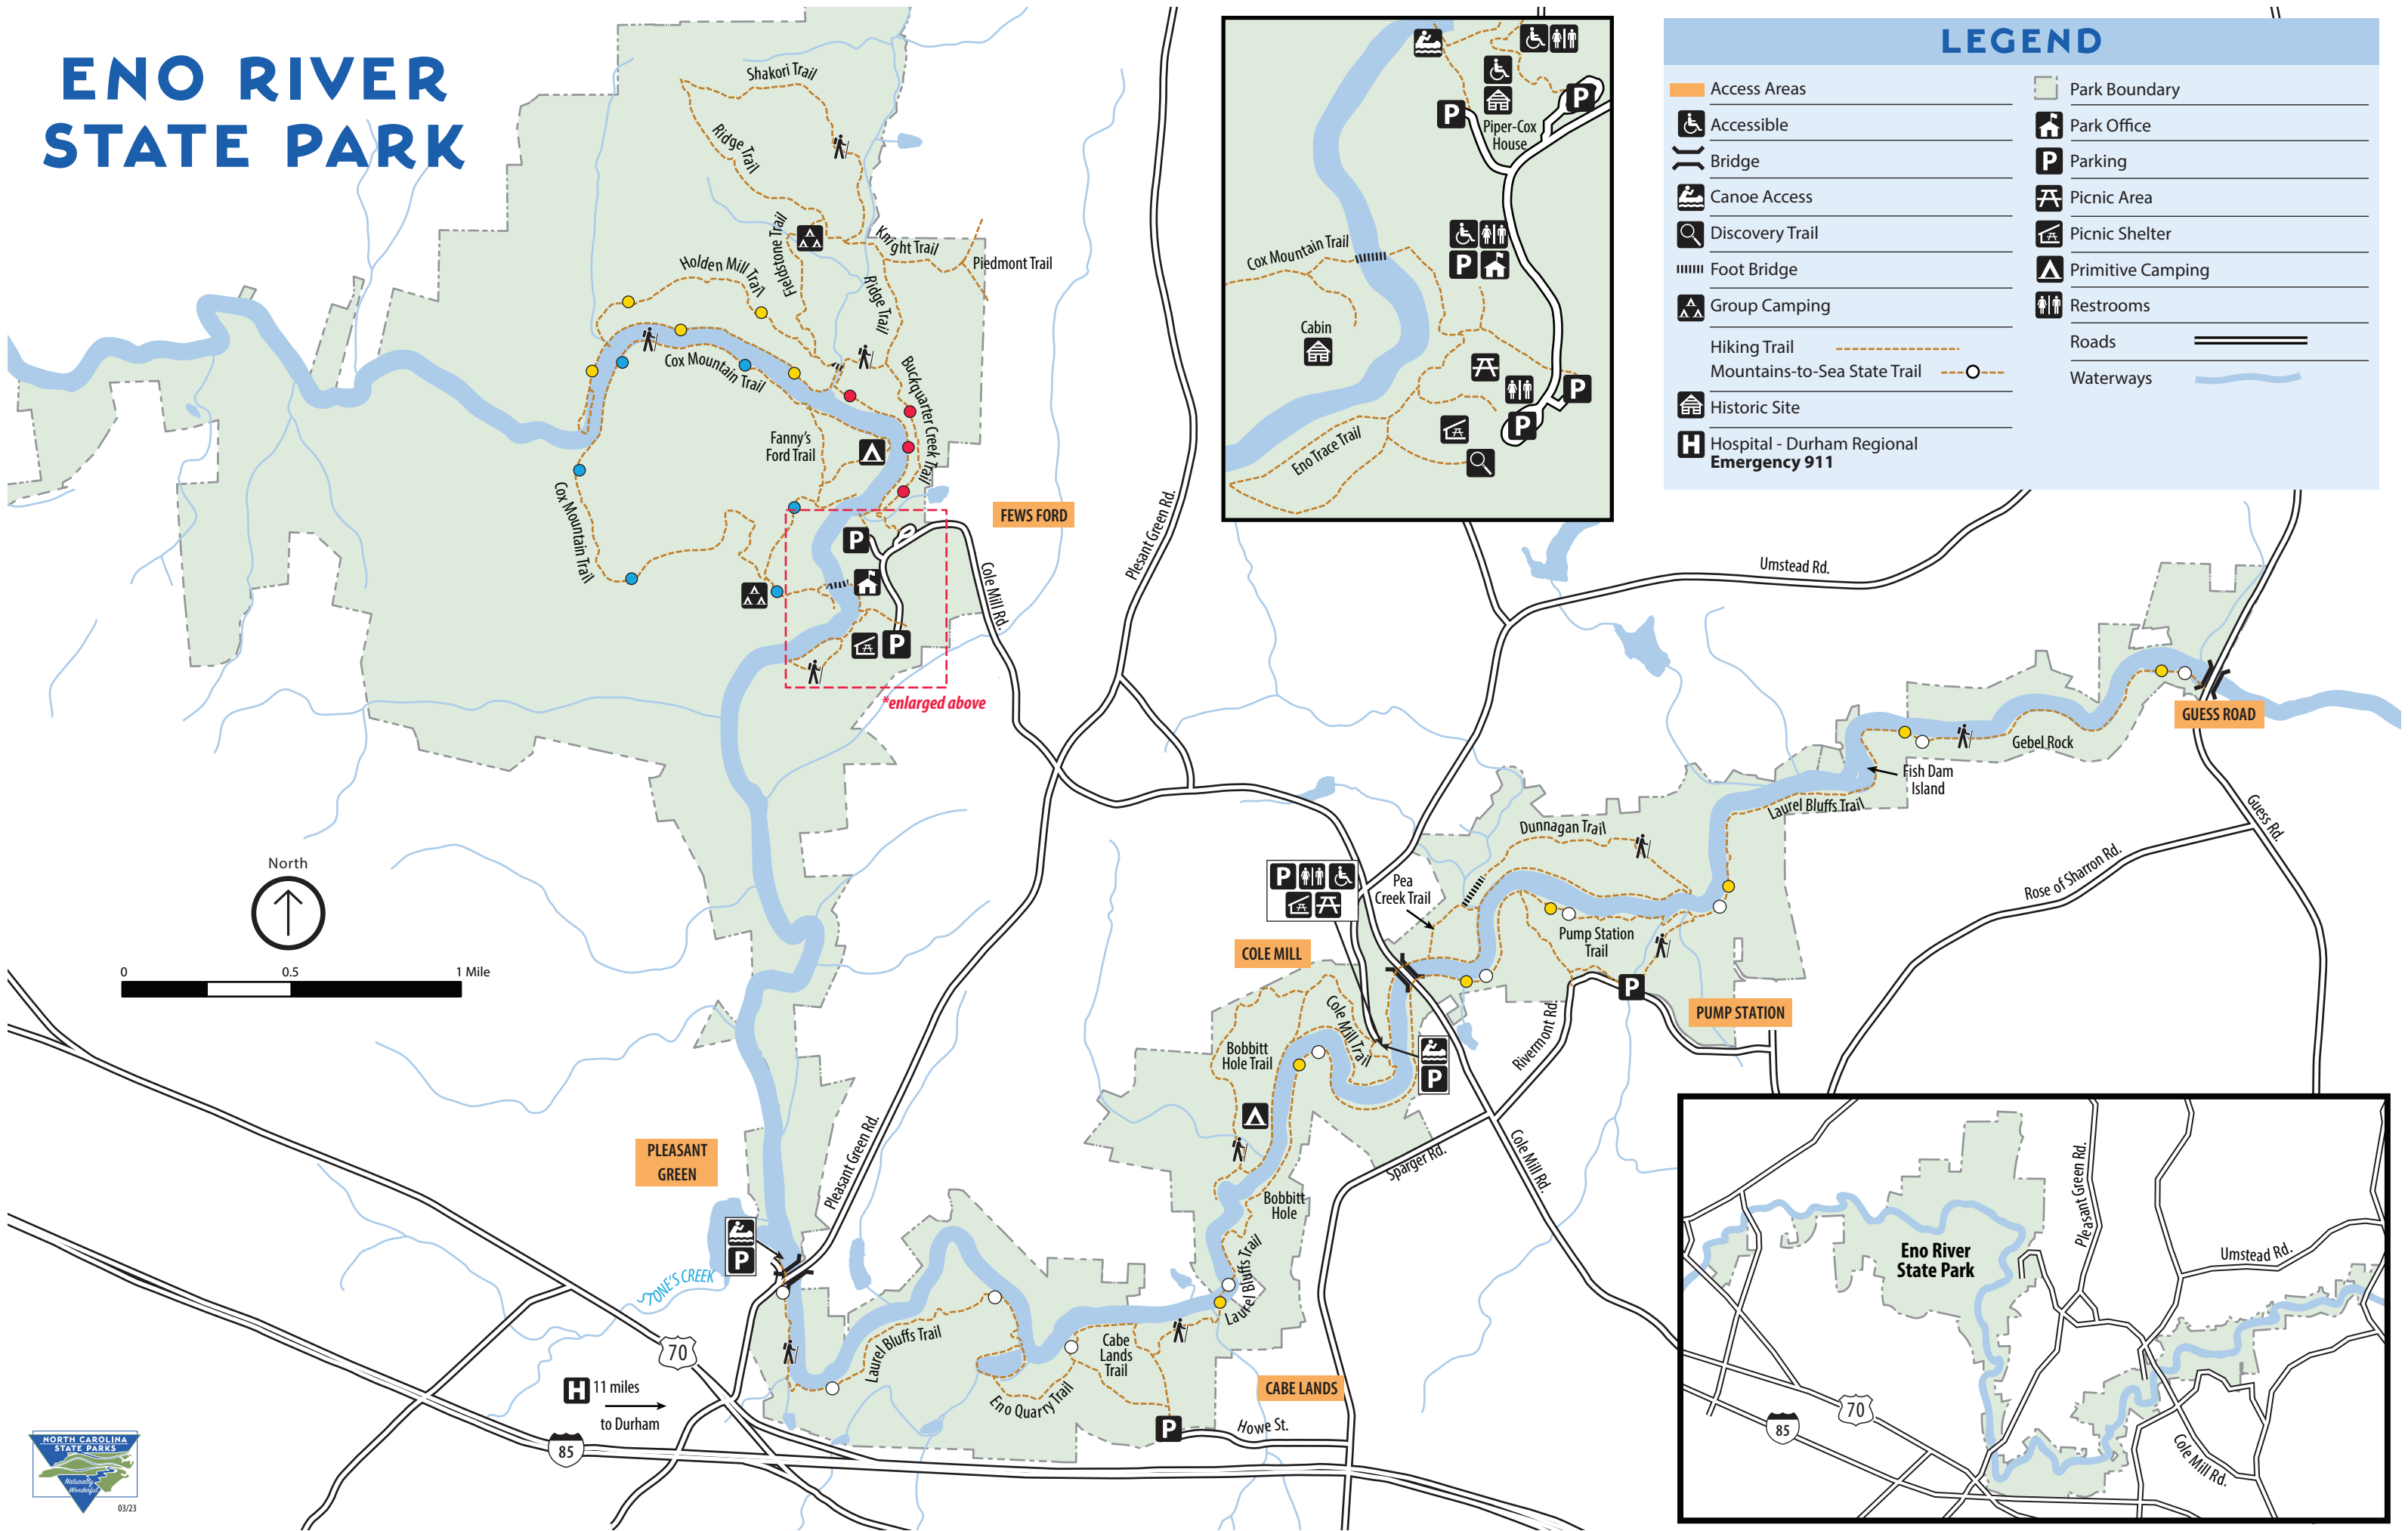 ENO RIVER
STATE PARK
Shakori Trail
Ridge Trail
Fieldstone Trail
Knight Trail
Piedmont Trail
Holden Mill Trail
Ridge Trail
Cox Mountain Trail
Buckquarter Creek Trail
Fanny's
Ford Trail
Cox Mountain Trail
FEWS FORD
P
P
*enlarged above
Cole Mill Rd.
Plesant Green Rd.
Cox Mountain Trail
Cabin
Eno Trace Trail
Piper-Cox
House
P
P
P
P
P
LEGEND
Access Areas
Accessible
Bridge
Canoe Access
Discovery Trail
Foot Bridge
Group Camping
Hiking Trail
Mountains-to-Sea State Trail
Historic Site
H Hospital - Durham Regional
Emergency 911
Park Boundary
Park Office
P Parking
Picnic Area
Picnic Shelter
Primitive Camping
Restrooms
Roads
Waterways
Umstead Rd.
GUESS ROAD
Gebel Rock
Fish Dam
Island
Laurel Bluffs Trail
Guess Rd.
Rose of Sharron Rd.
Dunnagan Trail
Pea
Creek Trail
P
Pump Station
Trail
P
PUMP STATION
Rivermont Rd.
COLE MILL
Cole Mill Trail
Bobbitt
Hole Trail
P
Sparger Rd.
Cole Mill Rd.
Bobbitt
Hole
Laurel Bluffs Trail
North
0 0.5 1 Mile
PLEASANT
GREEN
Pleasant Green Rd.
P
STONE'S CREEK
Laurel Bluffs Trail
Cabe
Lands
Trail
Eno Quarry Trail
CABE LANDS
P
Howe St.
70
H 11 miles
to Durham
85
NORTH CAROLINA
STATE PARKS
Naturally
Wonderful
03/23
Eno River
State Park
Pleasant Green Rd.
Umstead Rd.
70
85
Cole Mill Rd.